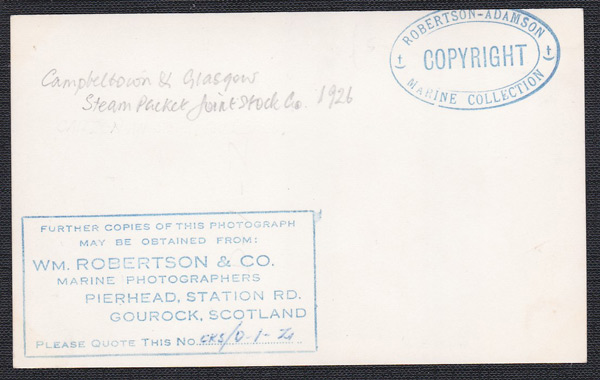 ROBERTSON-ADAMSON
COPYRIGHT
MARINE COLLECTION
Campbeltown & Glasgow
Steam Packet Joint Stock Co. 1926
FURTHER COPIES OF THIS PHOTOGRAPH
MAY BE OBTAINED FROM:
WM. ROBERTSON & CO.
MARINE PHOTOGRAPHERS
PIERHEAD, STATION RD.
GOUROCK, SCOTLAND
PLEASE QUOTE THIS NO.